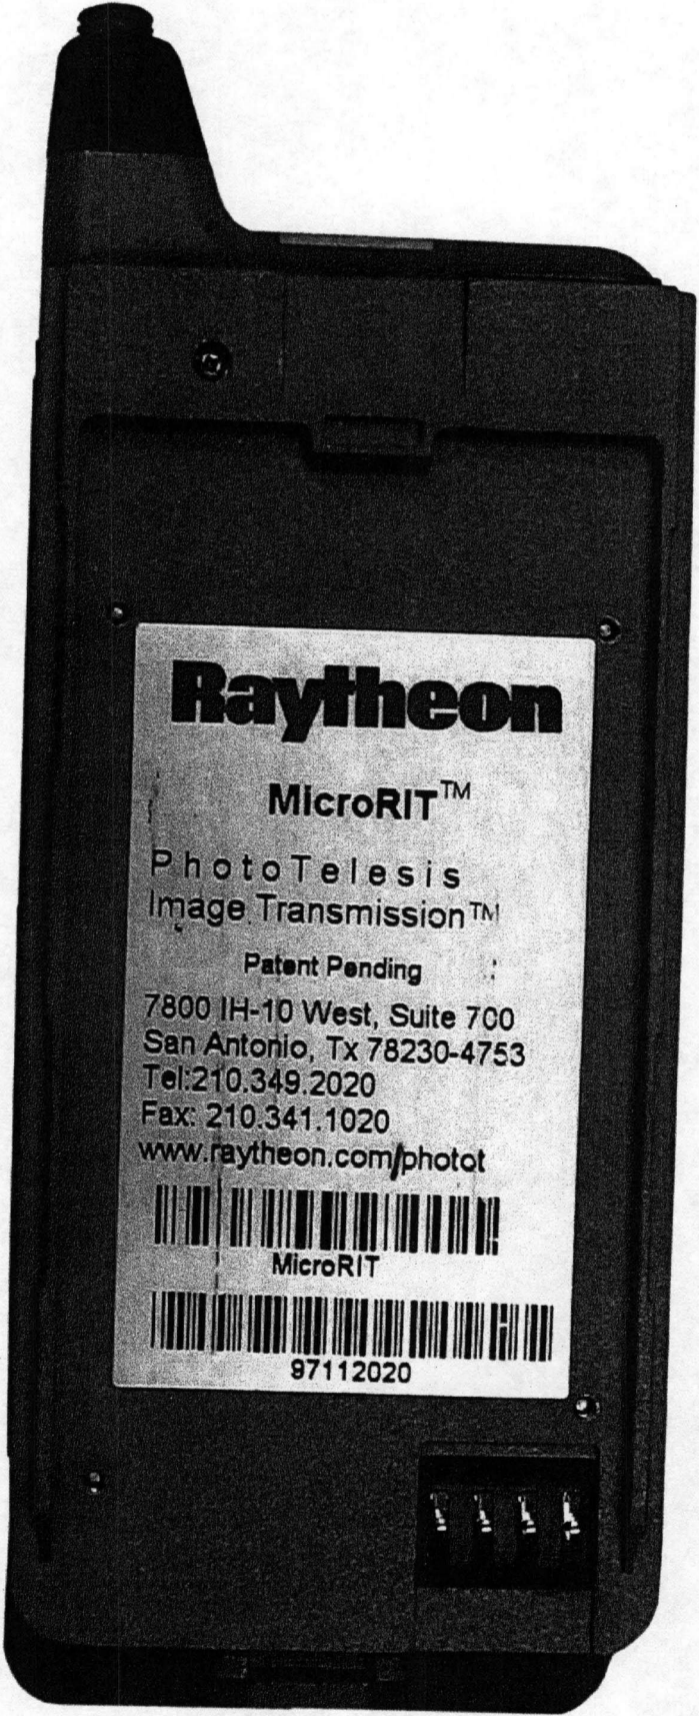 Raytheon
MicroRIT™
PhotoTelesis
Image Transmission™
Patent Pending
7800 IH-10 West, Suite 700
San Antonio, Tx 78230-4753
Tel:210.349.2020
Fax: 210.341.1020
www.raytheon.com/photot
MicroRIT
97112020